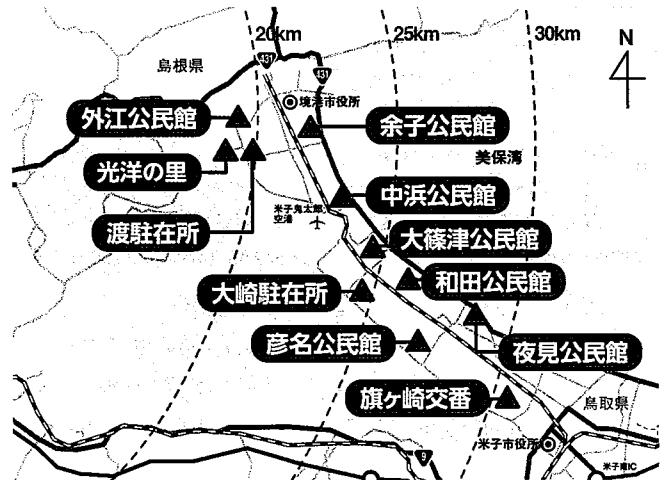 20km
25km
30km
N
島根県
431
431
境港市役所
外江公民館
余子公民館
美保湾
光洋の里
中浜公民館
渡駐在所
米子鬼太郎
空港
大篠津公民館
大崎駐在所
和田公民館
彦名公民館
夜見公民館
旗ヶ崎交番
鳥取県
米子市役所
9
米子南IC